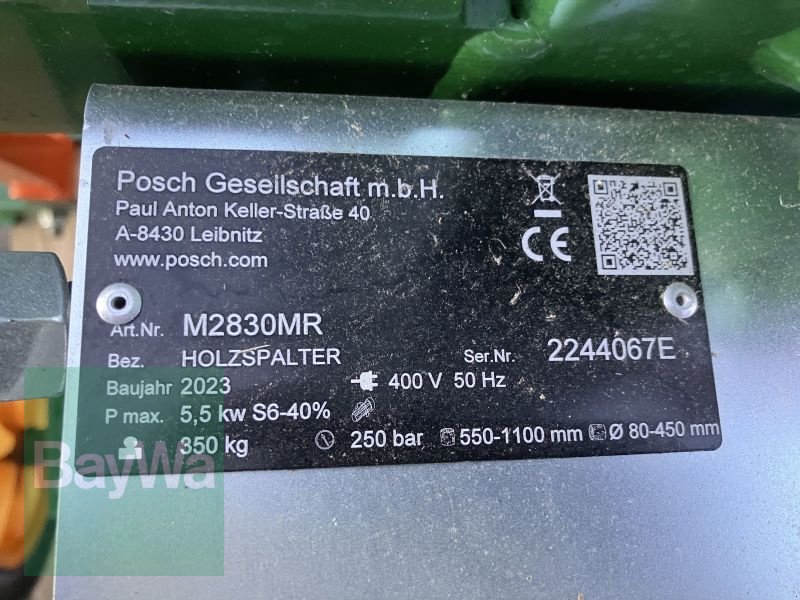 Posch Gesellschaft m.b.H.
Paul Anton Keller-Straße 40
A-8430 Leibnitz
www.posch.com
CE
Art.Nr. M2830MR
Bez. HOLZSPALTER Ser.Nr. 2244067E
Baujahr 2023 400 V 50 Hz
P max. 5,5 kw S6-40%
350 kg 250 bar 550-1100 mm Ø 80-450 mm
BayWa